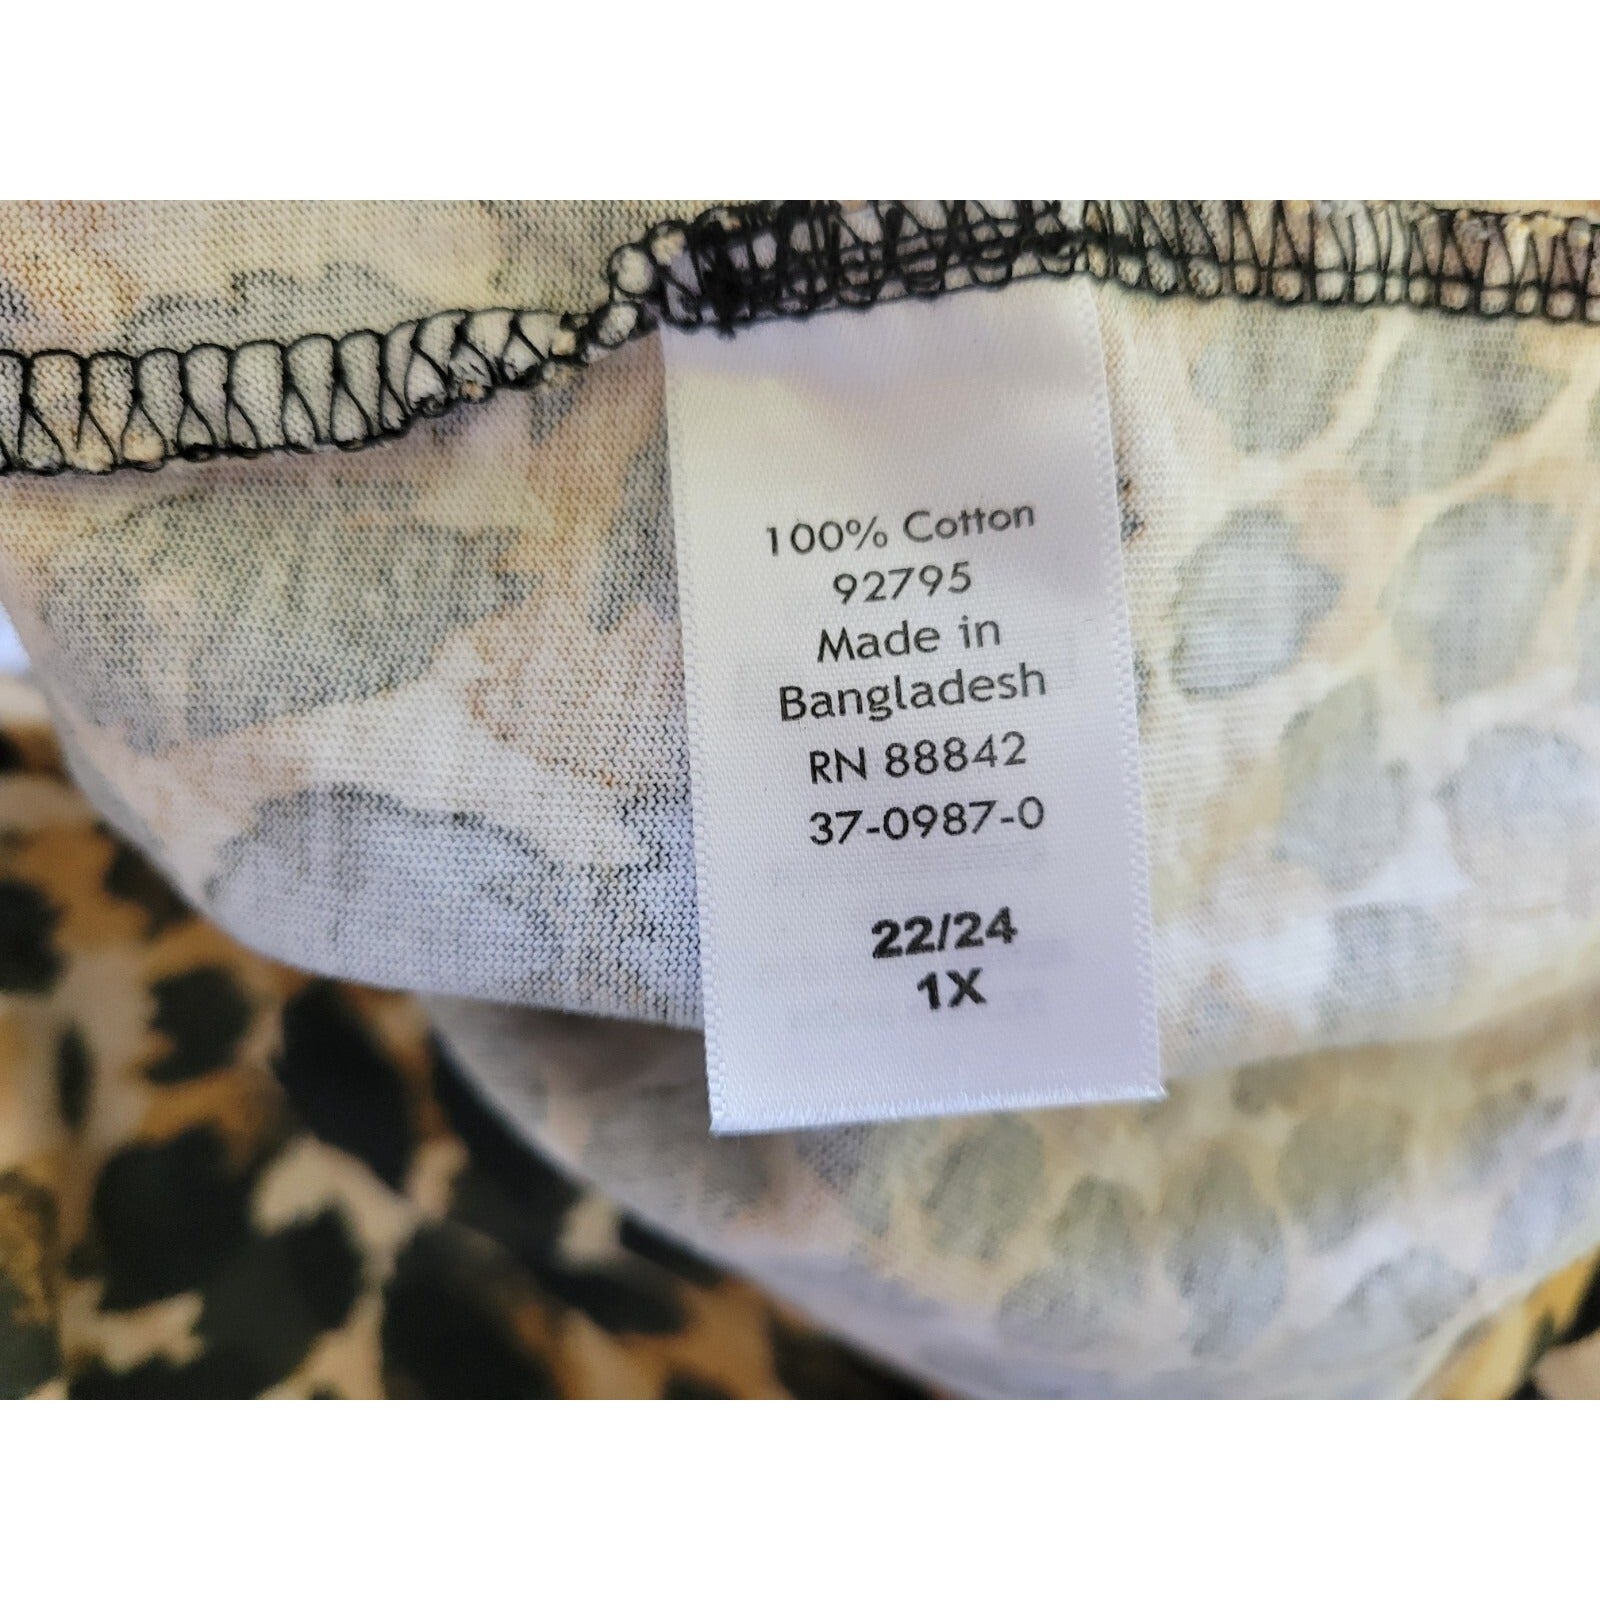 100% Cotton
92795
Made in
Bangladesh
RN 88842
37-0987-0
22/24
1X